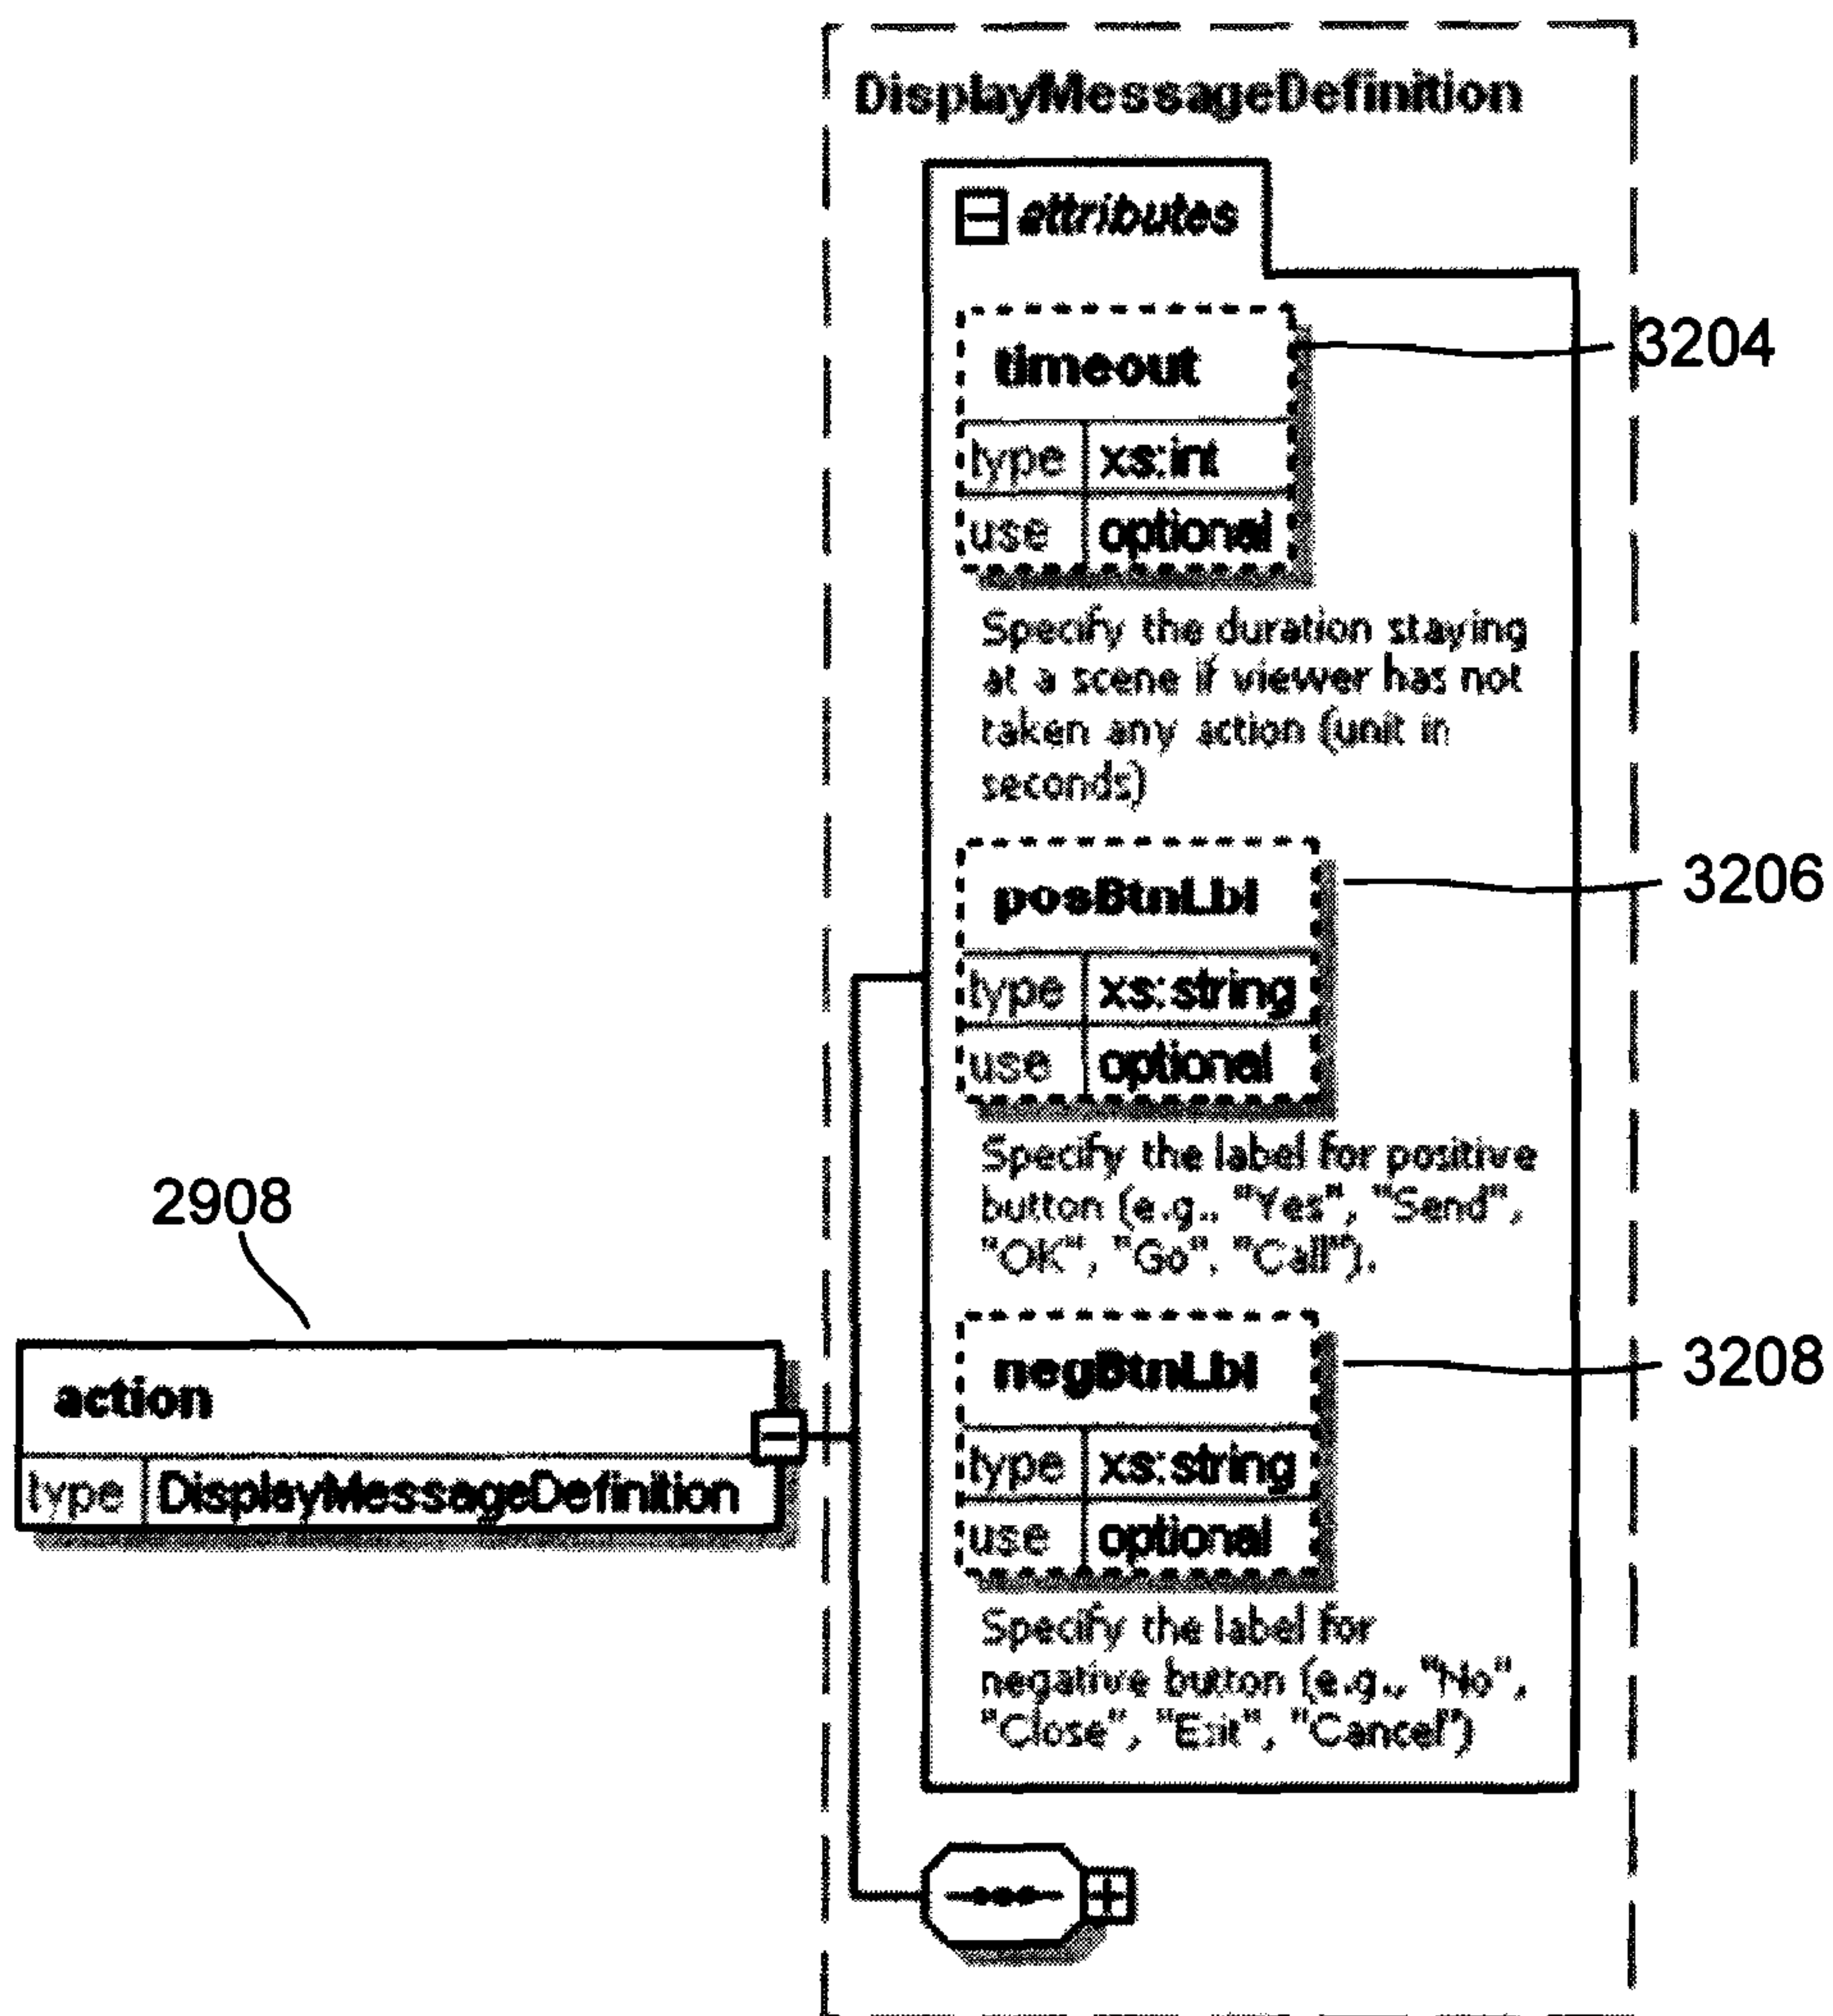 DisplayMessageDefinition
attributes
timeout
3204
type xs:int
use optional
Specify the duration staying
at a scene if viewer has not
taken any action (unit in
seconds)
posBtnLbl
3206
type xs:string
use optional
Specify the label for positive
button (e.g., "Yes", "Send",
"OK", "Go", "Call").
2908
action
type DisplayMessageDefinition
negBtnLbl
3208
type xs:string
use optional
Specify the label for
negative button (e.g., "No",
"Close", "Exit", "Cancel")